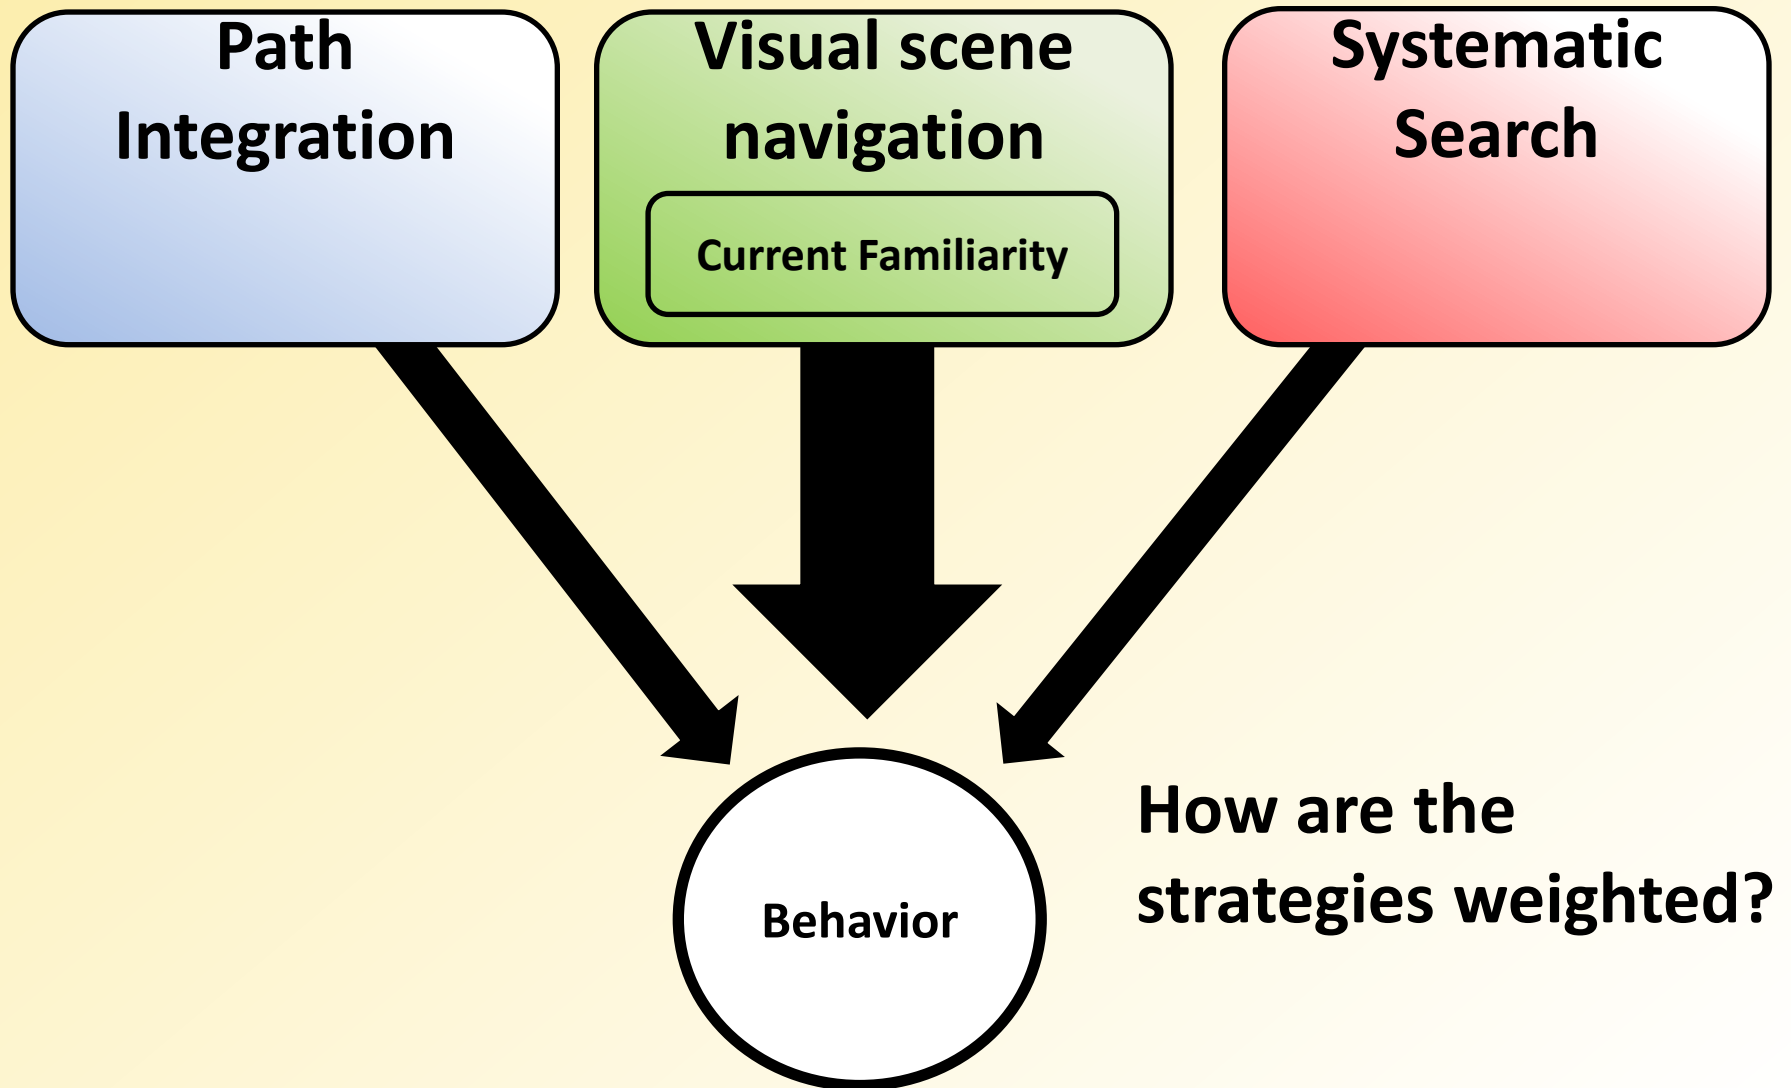 Path
Integration
Visual scene
navigation
Current Familiarity
Systematic
Search
Behavior
How are the
strategies weighted?